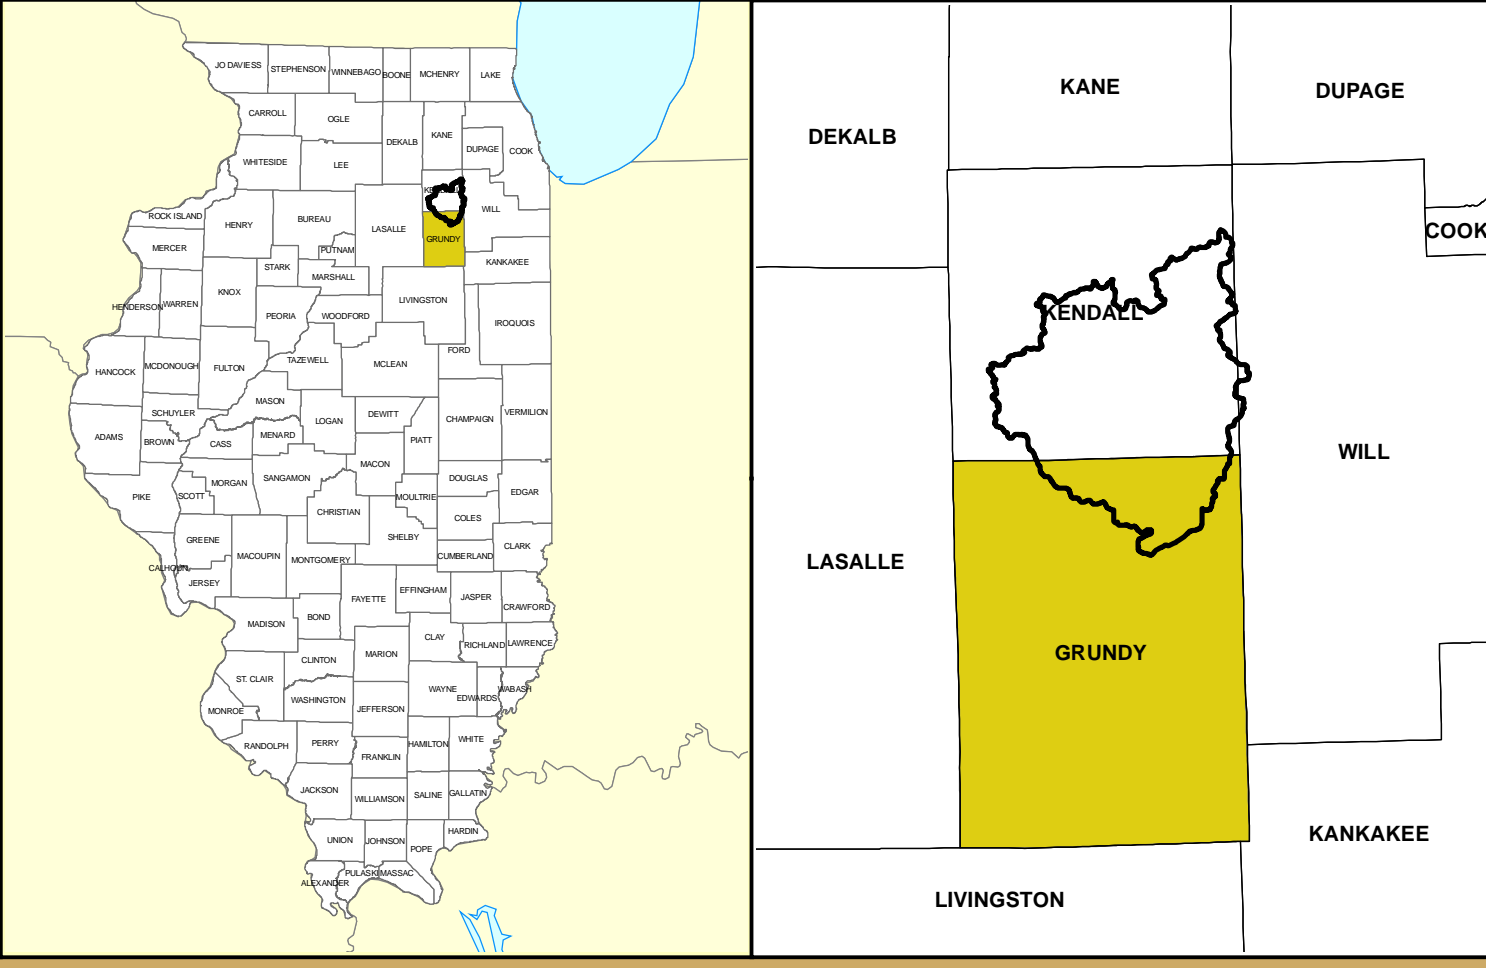 JO DAVIESS
STEPHENSON
WINNEBAGO
BOONE
MCHENRY
LAKE
CARROLL
OGLE
DEKALB
KANE
DUPAGE
COOK
WHITESIDE
LEE
KENDALL
ROCK ISLAND
HENRY
BUREAU
LASALLE
WILL
GRUNDY
MERCER
PUTNAM
STARK
MARSHALL
KANKAKEE
HENDERSON
WARREN
KNOX
PEORIA
WOODFORD
LIVINGSTON
IROQUOIS
FORD
HANCOCK
MCDONOUGH
FULTON
TAZEWELL
MCLEAN
MASON
SCHUYLER
LOGAN
DEWITT
CHAMPAIGN
VERMILION
ADAMS
BROWN
CASS
MENARD
PIATT
MACON
PIKE
SCOTT
MORGAN
SANGAMON
MOULTRIE
DOUGLAS
EDGAR
CHRISTIAN
COLES
GREENE
MACOUPIN
MONTGOMERY
SHELBY
CUMBERLAND
CLARK
CALHOUN
JERSEY
FAYETTE
EFFINGHAM
JASPER
CRAWFORD
MADISON
BOND
CLAY
RICHLAND
LAWRENCE
CLINTON
MARION
ST. CLAIR
WASHINGTON
WAYNE
EDWARDS
WABASH
MONROE
JEFFERSON
RANDOLPH
PERRY
FRANKLIN
HAMILTON
WHITE
JACKSON
WILLIAMSON
SALINE
GALLATIN
UNION
JOHNSON
POPE
HARDIN
ALEXANDER
PULASKI
MASSAC
KANE
DUPAGE
DEKALB
COOK
KENDALL
WILL
LASALLE
GRUNDY
KANKAKEE
LIVINGSTON